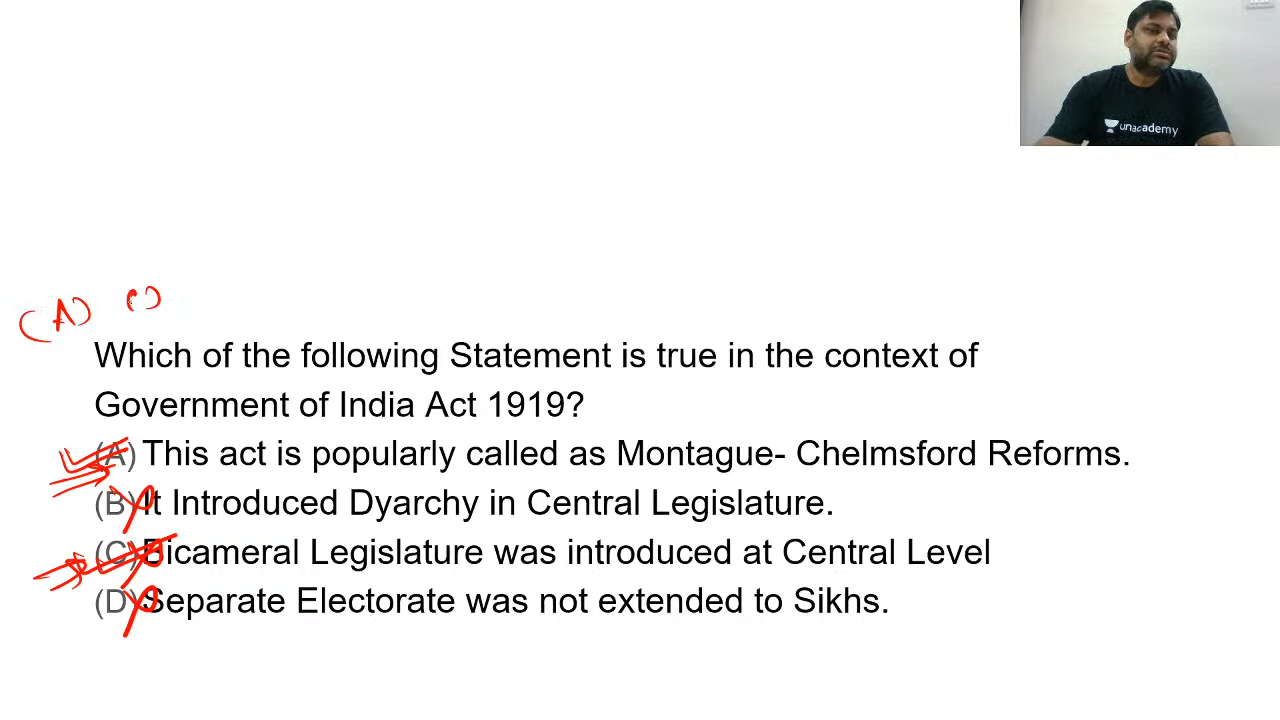 unacademy
(A) (C)
Which of the following Statement is true in the context of
Government of India Act 1919?
(A) This act is popularly called as Montague- Chelmsford Reforms.
(B) It Introduced Dyarchy in Central Legislature.
(C) Bicameral Legislature was introduced at Central Level
(D) Separate Electorate was not extended to Sikhs.